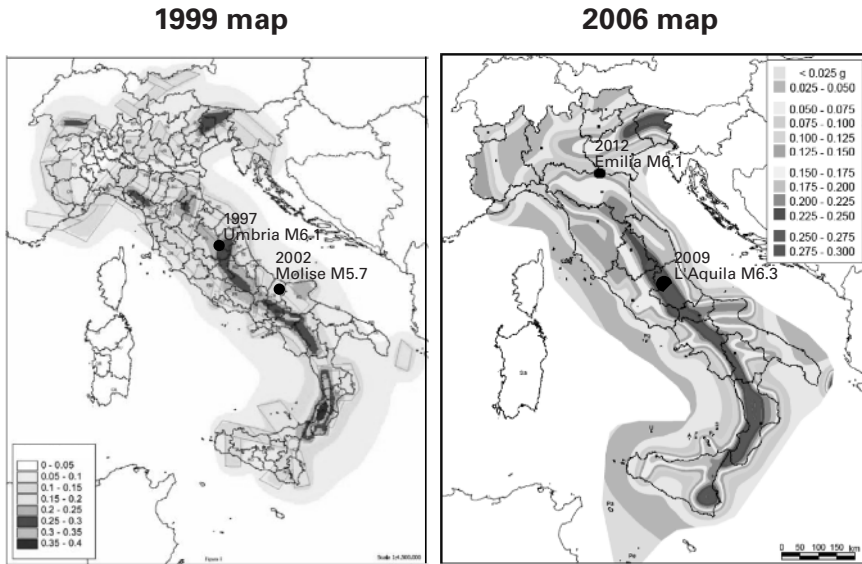 1999 map
2006 map
1997
Umbria M6.1
2002
Molise M5.7
0 - 0.05
0.05 - 0.1
0.1 - 0.15
0.15 - 0.2
0.2 - 0.25
0.25 - 0.3
0.3 - 0.35
0.35 - 0.4
Scale 1:4.500.000
2012
Emilia M6.1
2009
L'Aquila M6.3
< 0.025 g
0.025 - 0.050
0.050 - 0.075
0.075 - 0.100
0.100 - 0.125
0.125 - 0.150
0.150 - 0.175
0.175 - 0.200
0.200 - 0.225
0.225 - 0.250
0.250 - 0.275
0.275 - 0.300
0 50 100 150
km